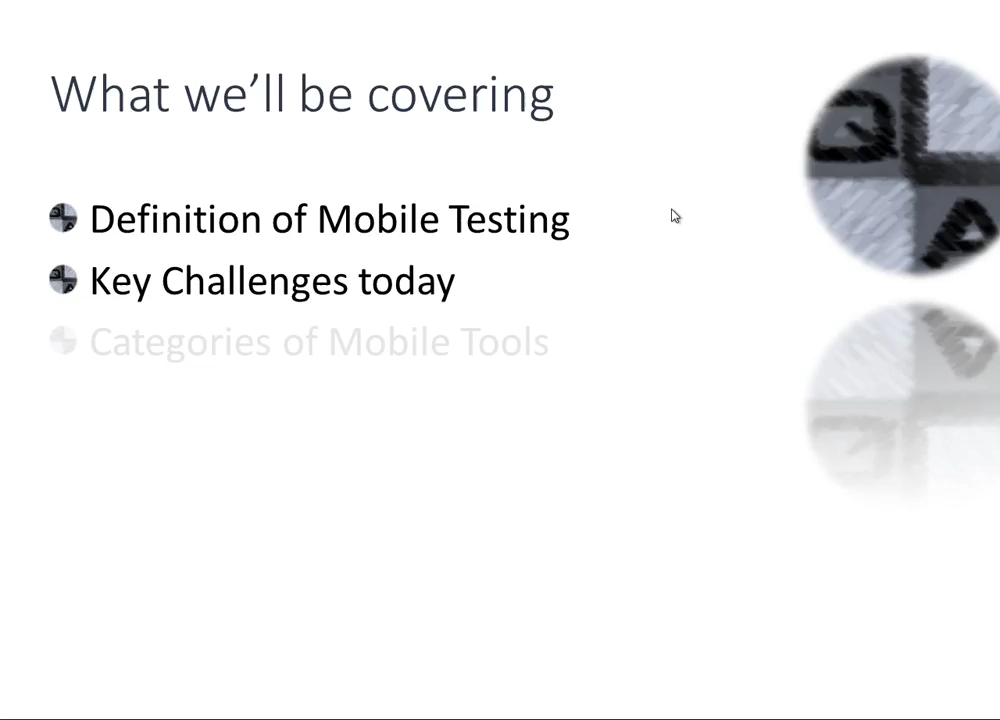 What we’ll be covering
Definition of Mobile Testing
Key Challenges today
Categories of Mobile Tools